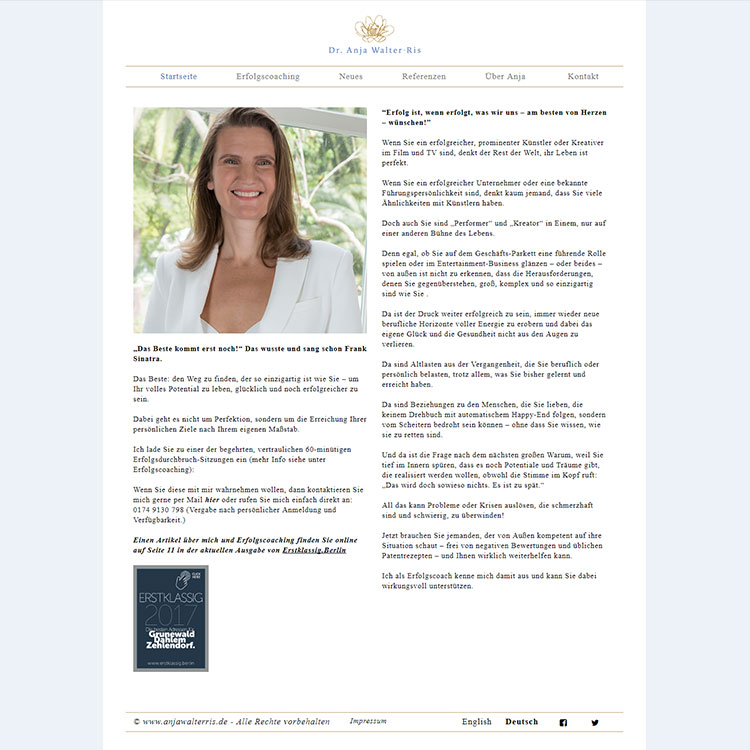 Dr. Anja Walter-Ris
Startseite
Erfolgscoaching
Neues
Referenzen
Über Anja
Kontakt
„Das Beste kommt erst noch!“ Das wusste und sang schon Frank
Sinatra.
Das Beste: den Weg zu finden, der so einzigartig ist wie Sie – um
Ihr volles Potential zu leben, glücklich und noch erfolgreicher zu
sein.
Dabei geht es nicht um Perfektion, sondern um die Erreichung Ihrer
persönlichen Ziele nach Ihrem eigenen Maßstab.
Ich lade Sie zu einer der begehrten, vertraulichen 60-minütigen
Erfolgsdurchbruch-Sitzungen ein (mehr Info siehe unter
Erfolgscoaching):
Wenn Sie diese mit mir wahrnehmen wollen, dann kontaktieren Sie
mich gerne per Mail hier oder rufen Sie mich einfach direkt an:
0174 9130 798 (Vergabe nach persönlicher Anmeldung und
Verfügbarkeit.)
Einen Artikel über mich und Erfolgscoaching finden Sie online
auf Seite 11 in der aktuellen Ausgabe von Erstklassig.Berlin
CLICK
HERE
ERSTKLASSIG
2017
Die besten Adressen für
Grunewald
Dahlem
Zehlendorf.
www.erstklassig.berlin
“Erfolg ist, wenn erfolgt, was wir uns – am besten von Herzen
– wünschen!”
Wenn Sie ein erfolgreicher, prominenter Künstler oder Kreativer
im Film und TV sind, denkt der Rest der Welt, ihr Leben ist
perfekt.
Wenn Sie ein erfolgreicher Unternehmer oder eine bekannte
Führungspersönlichkeit sind, denkt kaum jemand, dass Sie viele
Ähnlichkeiten mit Künstlern haben.
Doch auch Sie sind „Performer“ und „Kreator“ in Einem, nur auf
einer anderen Bühne des Lebens.
Denn egal, ob Sie auf dem Geschäfts-Parkett eine führende Rolle
spielen oder im Entertainment-Business glänzen – oder beides –
von außen ist nicht zu erkennen, dass die Herausforderungen,
denen Sie gegenüberstehen, groß, komplex und so einzigartig
sind wie Sie .
Da ist der Druck weiter erfolgreich zu sein, immer wieder neue
berufliche Horizonte voller Energie zu erobern und dabei das
eigene Glück und die Gesundheit nicht aus den Augen zu
verlieren.
Da sind Altlasten aus der Vergangenheit, die Sie beruflich oder
persönlich belasten, trotz allem, was Sie bisher gelernt und
erreicht haben.
Da sind Beziehungen zu den Menschen, die Sie lieben, die
keinem Drehbuch mit automatischem Happy-End folgen, sondern
vom Scheitern bedroht sein können – ohne dass Sie wissen, wie
sie zu retten sind.
Und da ist die Frage nach dem nächsten großen Warum, weil Sie
tief im Innern spüren, dass es noch Potentiale und Träume gibt,
die realisiert werden wollen, obwohl die Stimme im Kopf ruft:
„Das wird doch sowieso nichts. Es ist zu spät.“
All das kann Probleme oder Krisen auslösen, die schmerzhaft
sind und schwierig, zu überwinden!
Jetzt brauchen Sie jemanden, der von Außen kompetent auf ihre
Situation schaut – frei von negativen Bewertungen und üblichen
Patentrezepten – und Ihnen wirklich weiterhelfen kann.
Ich als Erfolgscoach kenne mich damit aus und kann Sie dabei
wirkungsvoll unterstützen.
© www.anjawalterris.de - Alle Rechte vorbehalten
Impressum
English
Deutsch